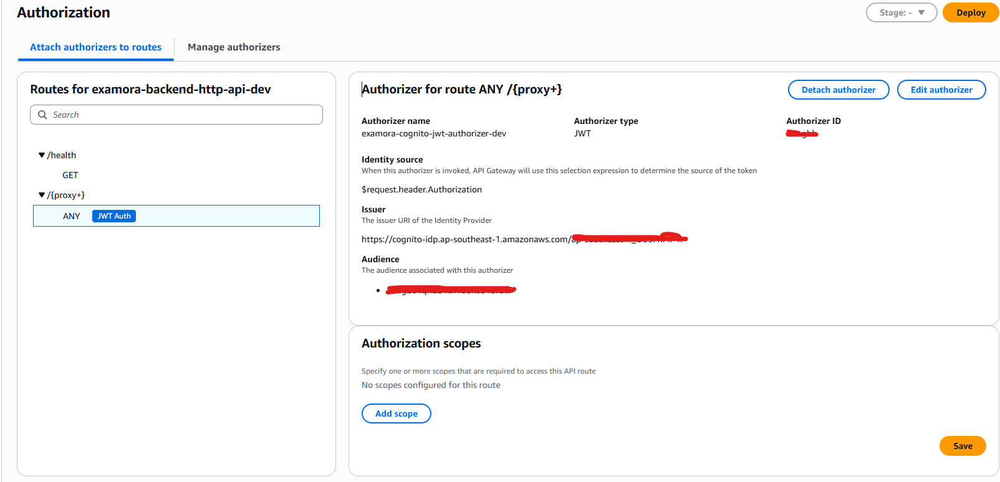 Authorization
Stage: -
Deploy
Attach authorizers to routes
Manage authorizers
Routes for examora-backend-http-api-dev
Search
/health
GET
/{proxy+}
ANY JWT Auth
Authorizer for route ANY /{proxy+}
Detach authorizer
Edit authorizer
Authorizer name
examora-cognito-jwt-authorizer-dev
Authorizer type
JWT
Authorizer ID
Identity source
When this authorizer is invoked, API Gateway will use this selection expression to determine the source of the token
$request.header.Authorization
Issuer
The issuer URI of the Identity Provider
https://cognito-idp.ap-southeast-1.amazonaws.com/
Audience
The audience associated with this authorizer
Authorization scopes
Specify one or more scopes that are required to access this API route
No scopes configured for this route
Add scope
Save